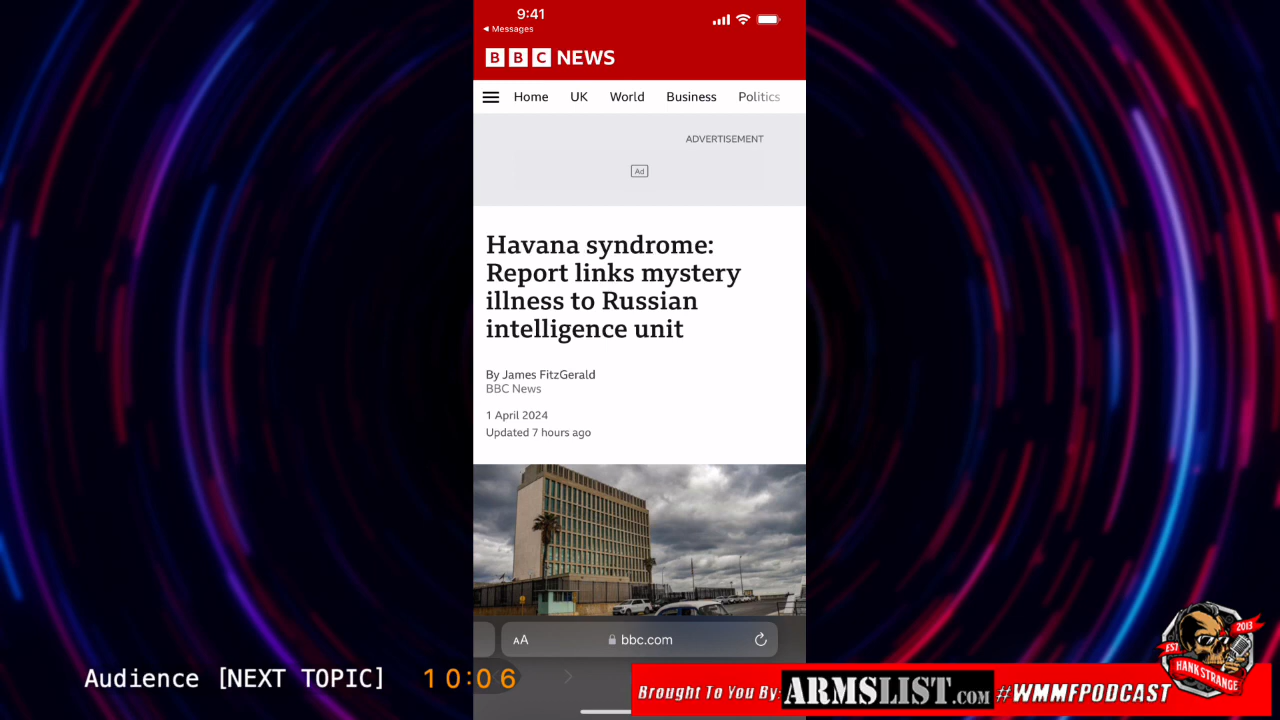 9:41
Messages
BBC NEWS
Home UK World Business Politics
ADVERTISEMENT
Ad
Havana syndrome:
Report links mystery
illness to Russian
intelligence unit
By James FitzGerald
BBC News
1 April 2024
Updated 7 hours ago
AA bbc.com
Audience [NEXT TOPIC] 10:06
Brought To You By: ARMSLIST.COM #WMMFPODCAST
EST 2013
HANK STRANGE